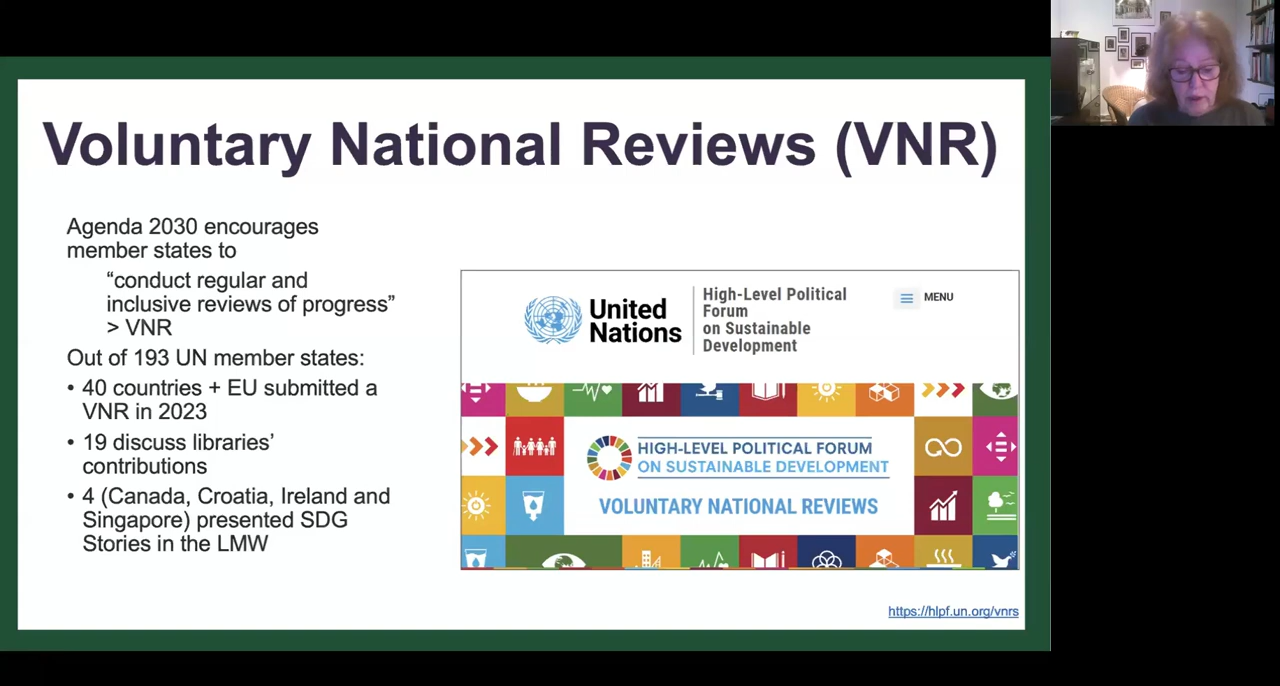 Voluntary National Reviews (VNR)
Agenda 2030 encourages
member states to
“conduct regular and
inclusive reviews of progress”
> VNR
Out of 193 UN member states:
• 40 countries + EU submitted a
VNR in 2023
• 19 discuss libraries’
contributions
• 4 (Canada, Croatia, Ireland and
Singapore) presented SDG
Stories in the LMW
United
Nations
High-Level Political
Forum
on Sustainable
Development
MENU
HIGH-LEVEL POLITICAL FORUM
ON SUSTAINABLE DEVELOPMENT
VOLUNTARY NATIONAL REVIEWS
https://hlpf.un.org/vnrs